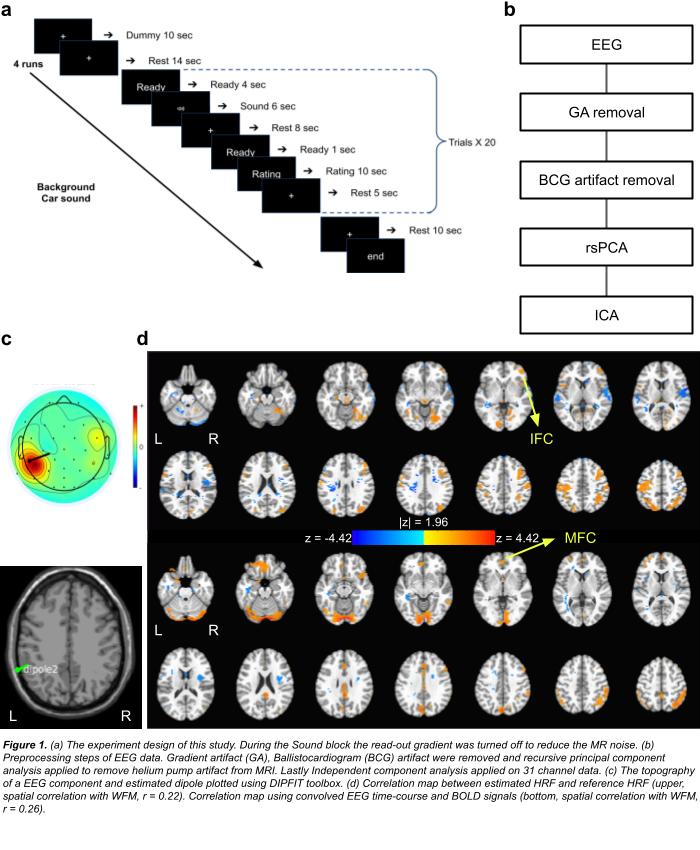 a
Dummy 10 sec
Rest 14 sec
4 runs
Ready
Ready 4 sec
Sound 6 sec
Rest 8 sec
Ready
Ready 1 sec
Trials X 20
Rating
Rating 10 sec
Rest 5 sec
Background
Car sound
Rest 10 sec
end
b
EEG
GA removal
BCG artifact removal
rsPCA
ICA
c
+
0
-
dipole2
L R
d
L R
IFC
|z| = 1.96
z = -4.42 z = 4.42
MFC
L R
Figure 1. (a) The experiment design of this study. During the Sound block the read-out gradient was turned off to reduce the MR noise. (b)
Preprocessing steps of EEG data. Gradient artifact (GA), Ballistocardiogram (BCG) artifact were removed and recursive principal component
analysis applied to remove helium pump artifact from MRI. Lastly Independent component analysis applied on 31 channel data. (c) The topography
of a EEG component and estimated dipole plotted using DIPFIT toolbox. (d) Correlation map between estimated HRF and reference HRF (upper,
spatial correlation with WFM, r = 0.22). Correlation map using convolved EEG time-course and BOLD signals (bottom, spatial correlation with WFM,
r = 0.26).